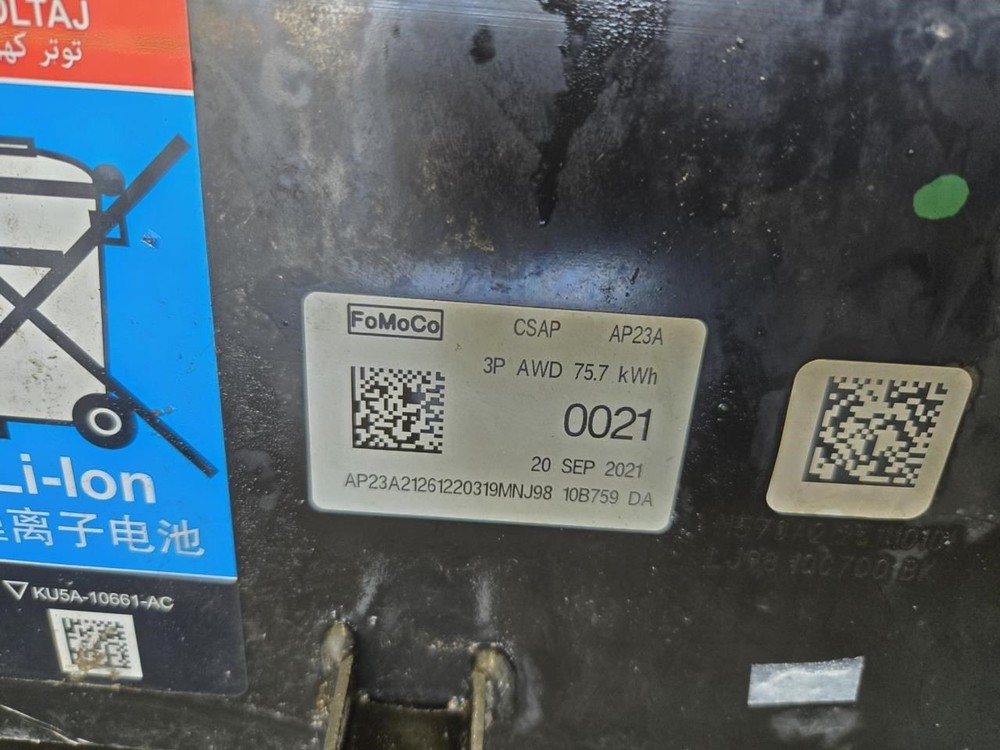 توتر
Li-Ion
离子电池
KU5A-10661-AC
FoMoCo
CSAP AP23A
3P AWD 75.7 kWh
0021
20 SEP 2021
AP23A21261220319MNJ98 10B759 DA